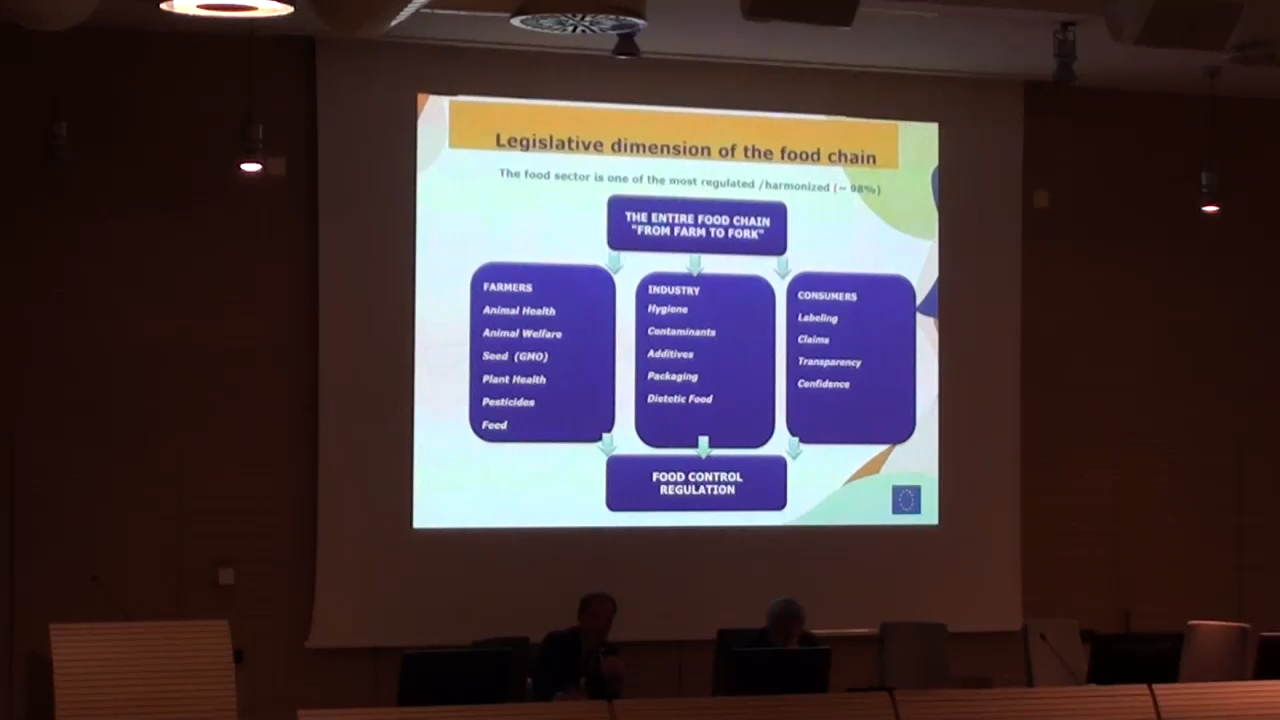 Legislative dimension of the food chain
The food sector is one of the most regulated /harmonized (~ 98%)
THE ENTIRE FOOD CHAIN
"FROM FARM TO FORK"
FARMERS
Animal Health
Animal Welfare
Seed (GMO)
Plant Health
Pesticides
Feed
INDUSTRY
Hygiene
Contaminants
Additives
Packaging
Dietetic Food
CONSUMERS
Labeling
Claims
Transparency
Confidence
FOOD CONTROL
REGULATION